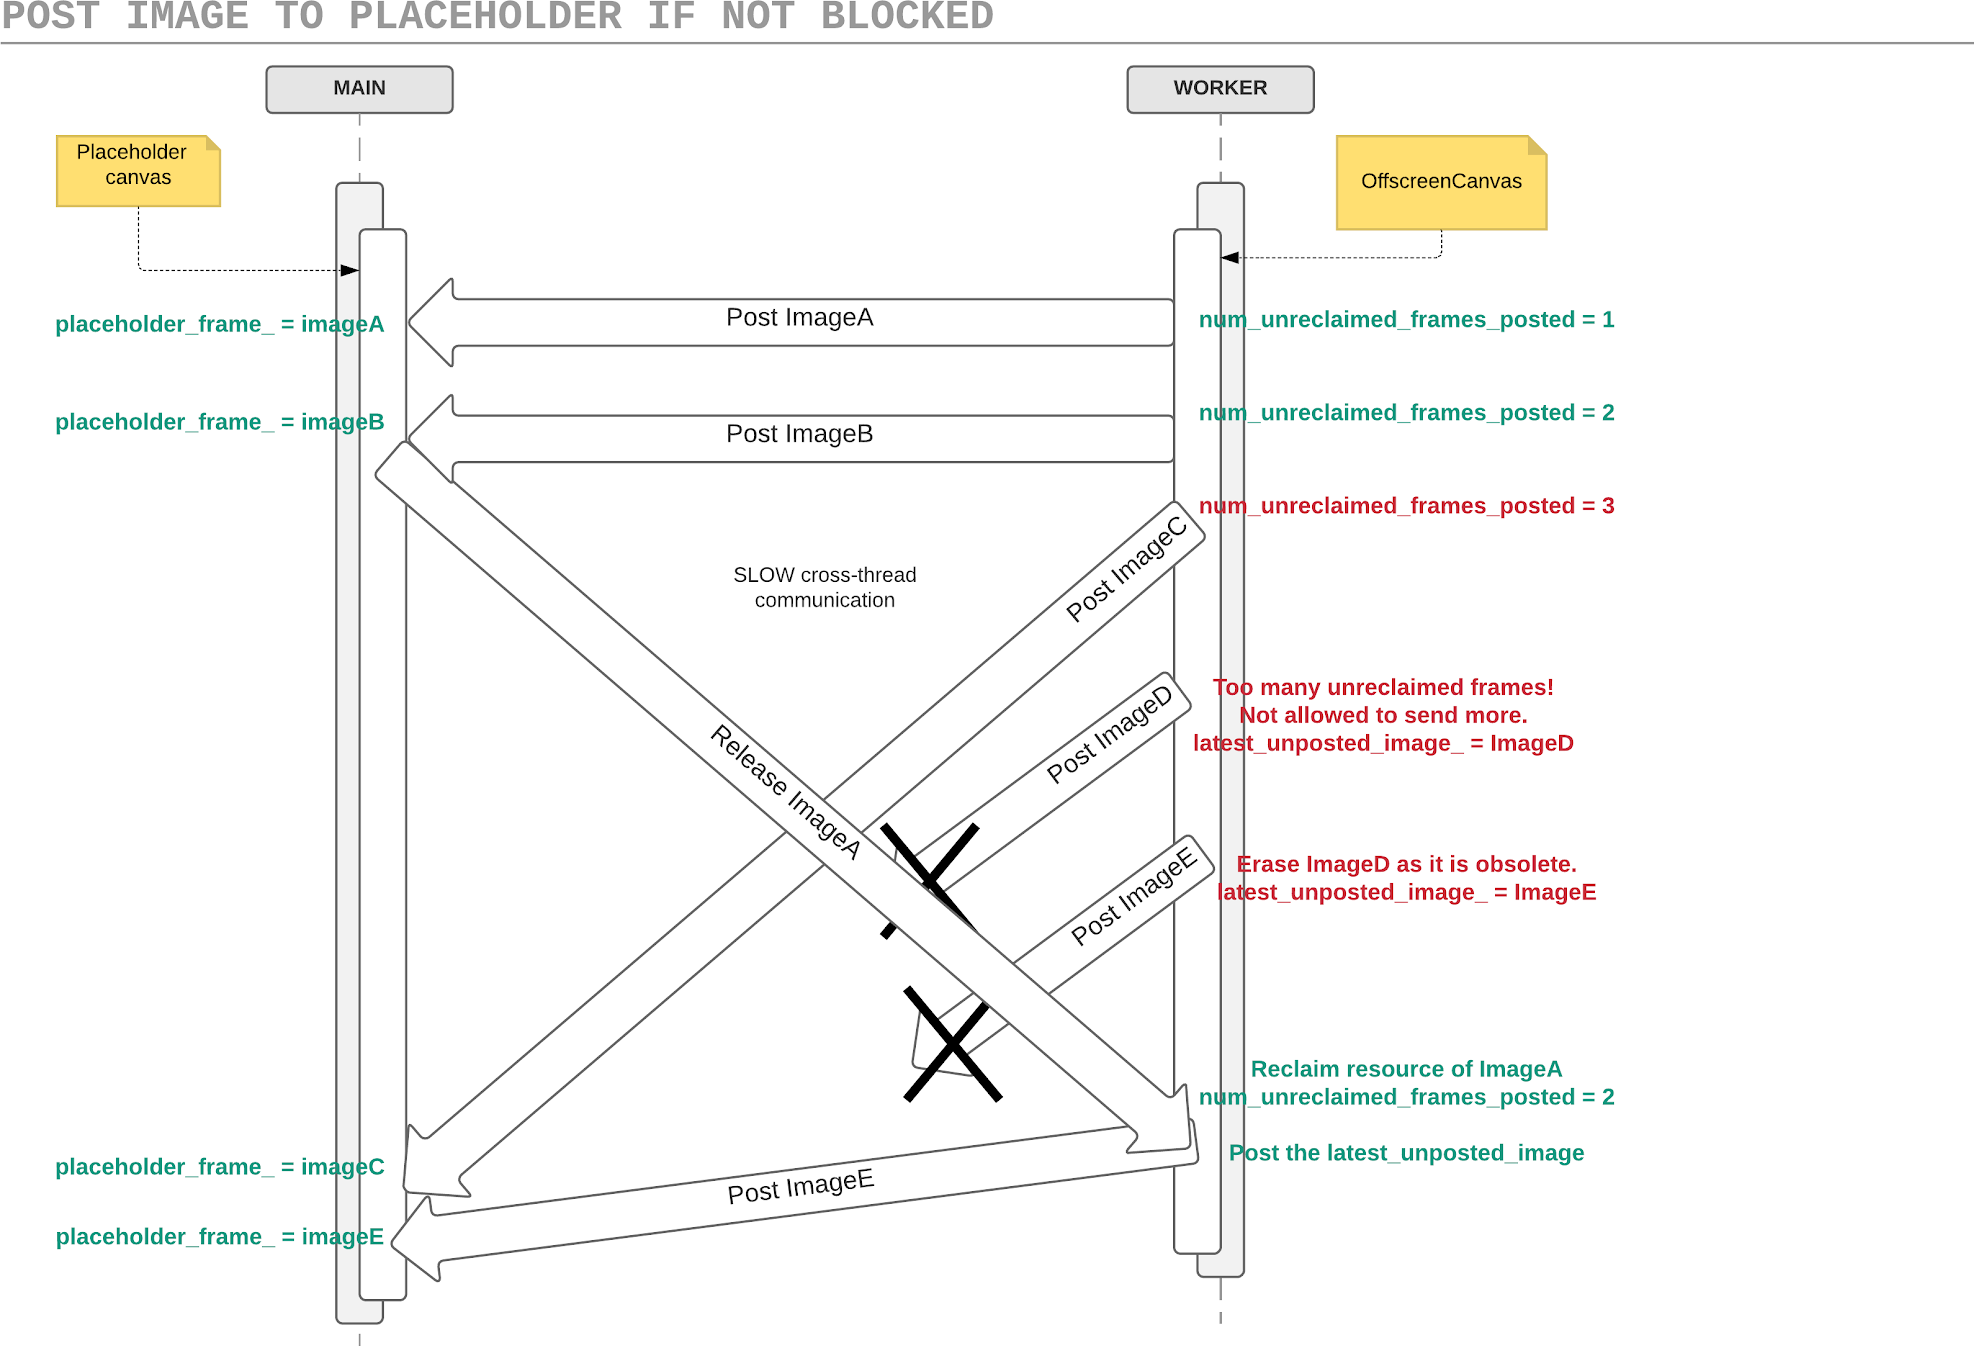 POST IMAGE TO PLACEHOLDER IF NOT BLOCKED
MAIN
WORKER
Placeholder
canvas
OffscreenCanvas
placeholder_frame_ = imageA
Post ImageA
num_unreclaimed_frames_posted = 1
placeholder_frame_ = imageB
Post ImageB
num_unreclaimed_frames_posted = 2
num_unreclaimed_frames_posted = 3
Post ImageC
SLOW cross-thread
communication
Too many unreclaimed frames!
Not allowed to send more.
latest_unposted_image_ = ImageD
Post ImageD
Release ImageA
Erase ImageD as it is obsolete.
latest_unposted_image_ = ImageE
Post ImageE
Reclaim resource of ImageA
num_unreclaimed_frames_posted = 2
Post the latest_unposted_image
placeholder_frame_ = imageC
Post ImageE
placeholder_frame_ = imageE